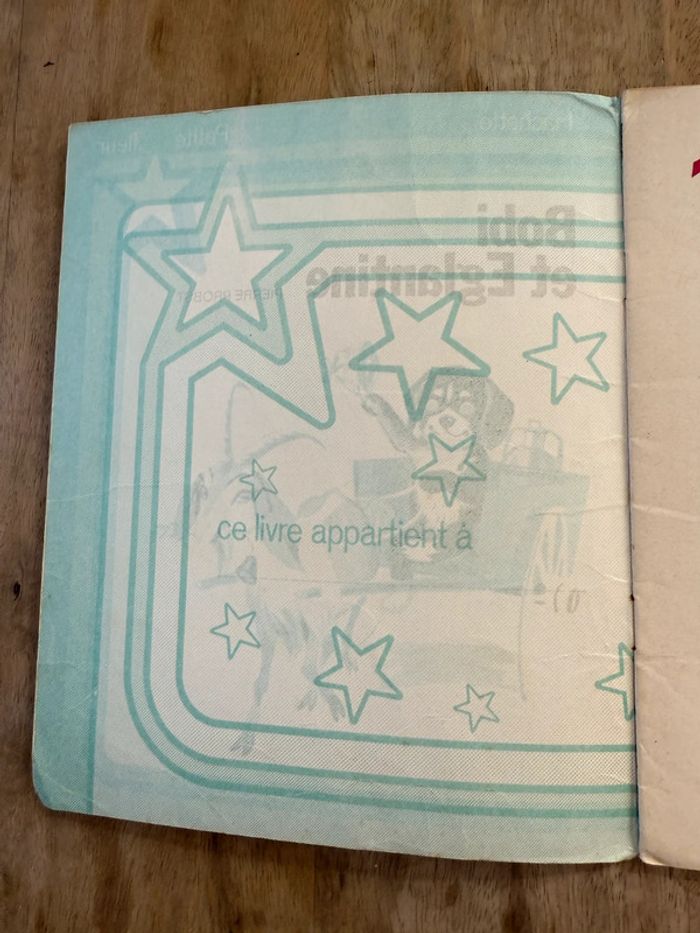 Hachette Petite fleur
Bobi
et Eglantine
PIERRE PROBST
ce livre appartient à